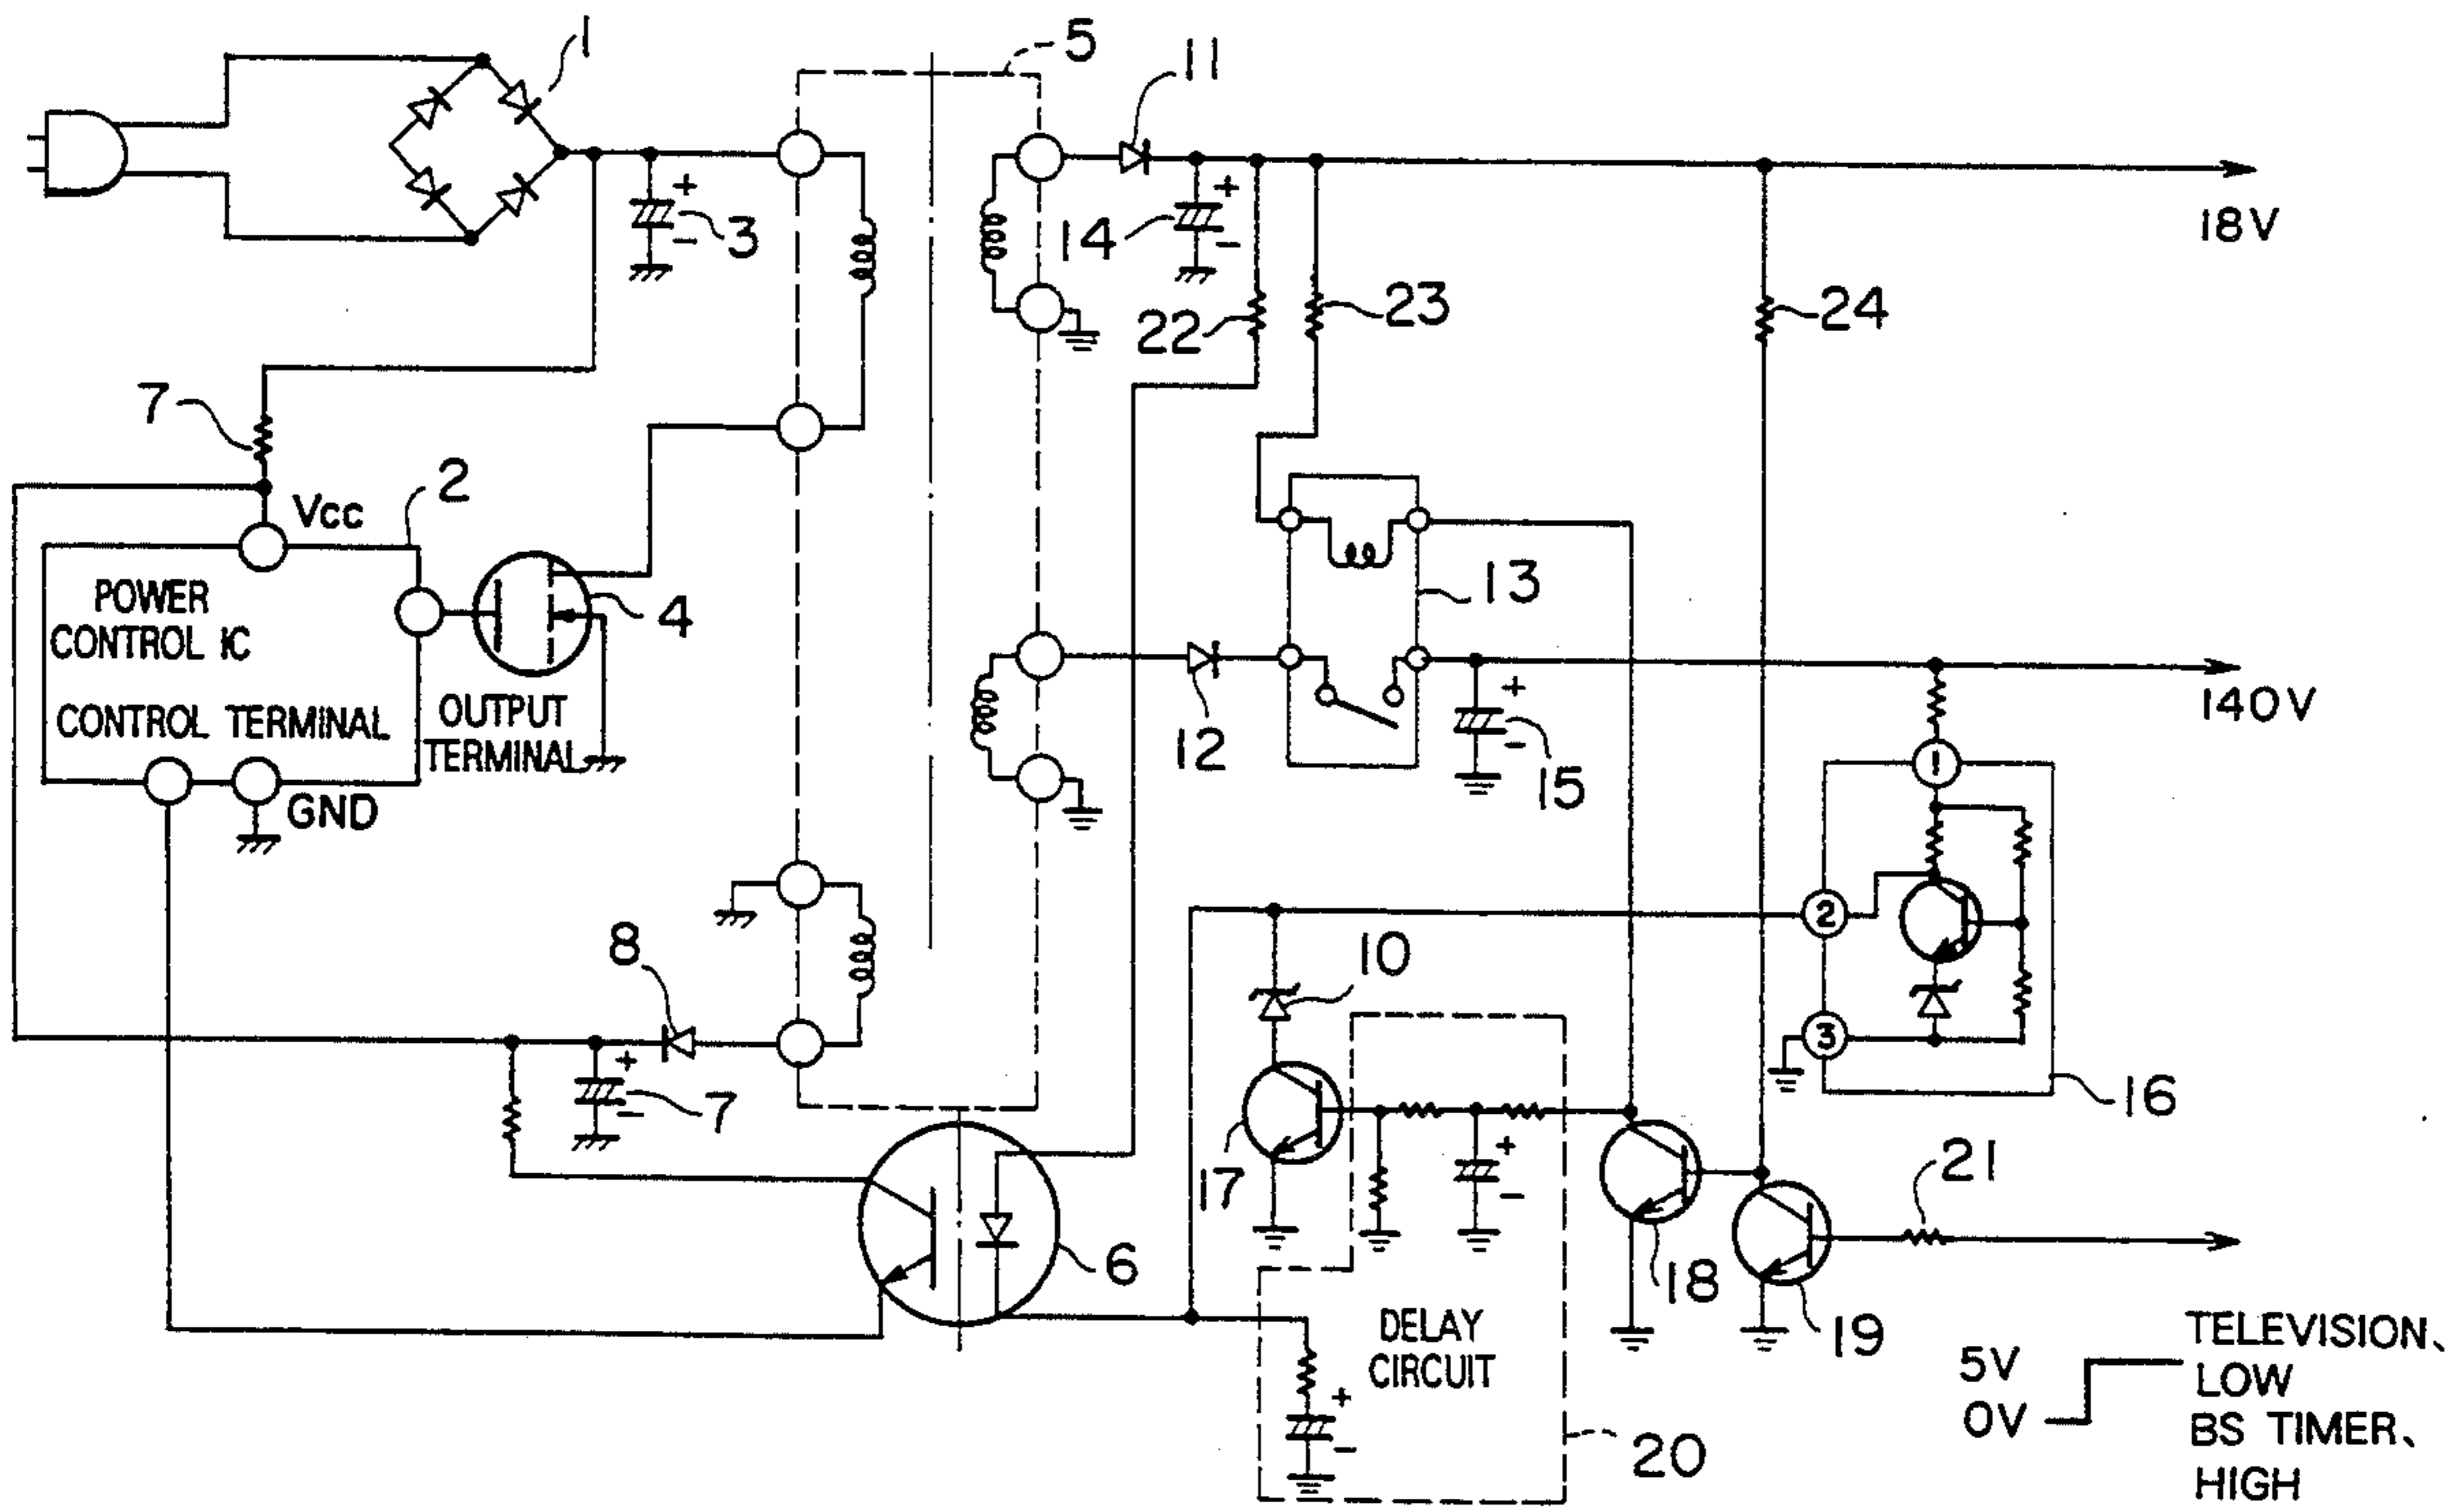 1
5
11
+
3
-
+
14
-
18V
22
23
24
7
2
Vcc
POWER
CONTROL IC
4
13
CONTROL TERMINAL
OUTPUT
TERMINAL
GND
12
+
15
-
140V
1
2
3
16
8
10
+
7
-
17
+
-
18
19
21
6
DELAY
CIRCUIT
+
-
20
5V
0V
TELEVISION、
LOW
BS TIMER、
HIGH